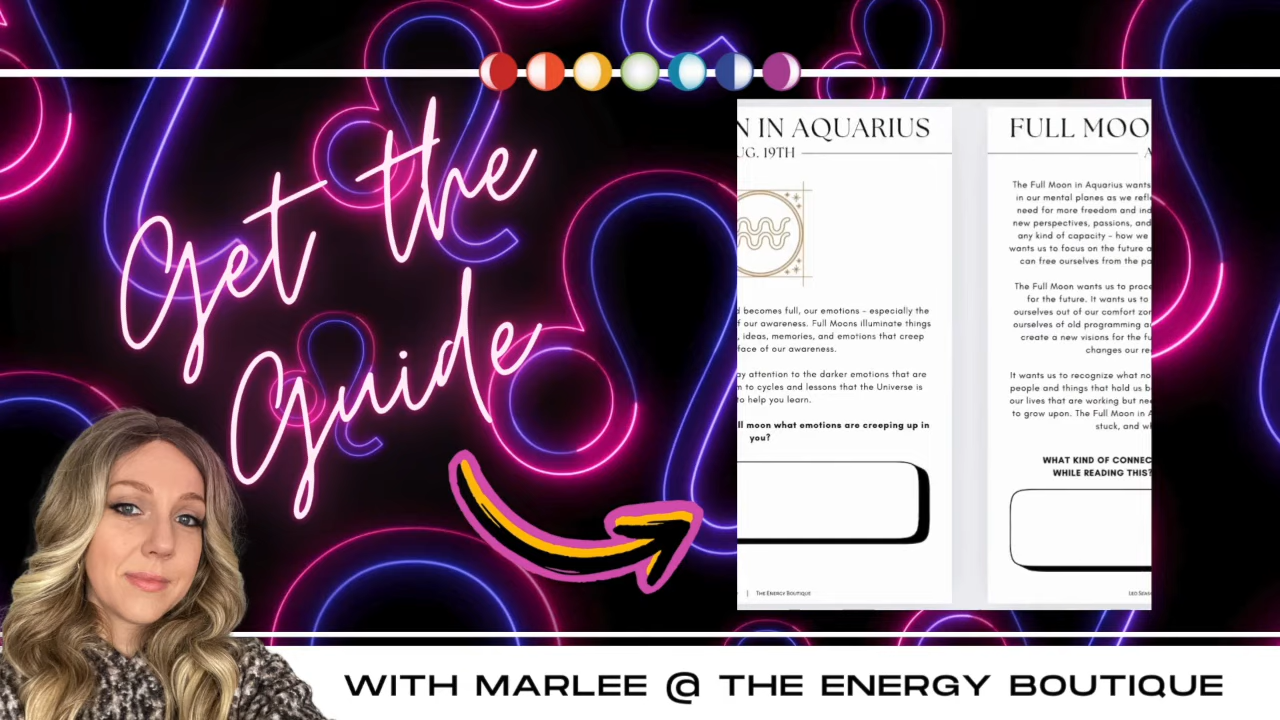 Get the
Guide
N IN AQUARIUS
UG. 19TH
d becomes full, our emotions - especially the
f our awareness. Full Moons illuminate things
, ideas, memories, and emotions that creep
face of our awareness.
ay attention to the darker emotions that are
m to cycles and lessons that the Universe is
to help you learn.
ll moon what emotions are creeping up in
you?
| The Energy Boutique
FULL MOO
A
The Full Moon in Aquarius wants
in our mental planes as we refle
need for more freedom and ind
new perspectives, passions, and
any kind of capacity - how we
wants us to focus on the future a
can free ourselves from the pa
The Full Moon wants us to proce
for the future. It wants us to
ourselves out of our comfort zon
ourselves of old programming a
create a new visions for the fu
changes our re
It wants us to recognize what no
people and things that hold us b
our lives that are working but nee
to grow upon. The Full Moon in A
stuck, and wh
WHAT KIND OF CONNEC
WHILE READING THIS?
Leo Seas
WITH MARLEE @ THE ENERGY BOUTIQUE